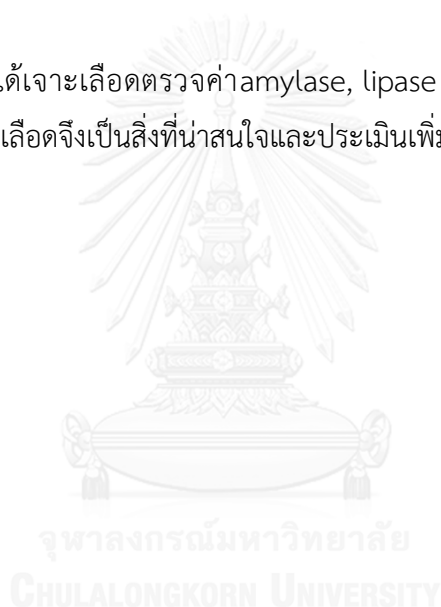 ด้เจาะเลือดตรวจค่าamylase, lipase
เลือดจึงเป็นสิ่งที่น่าสนใจและประเมินเพิ่ม
จุฬาลงกรณ์มหาวิทยาลัย
CHULALONGKORN UNIVERSITY